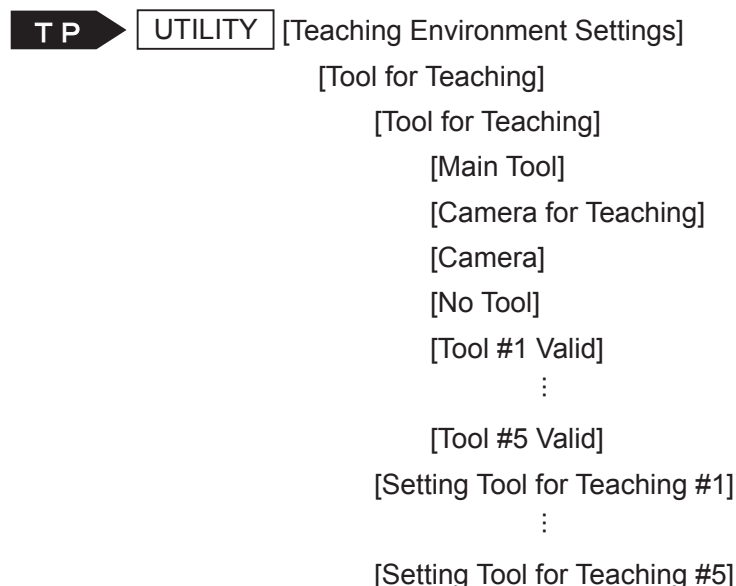 TP UTILITY [Teaching Environment Settings]
[Tool for Teaching]
[Tool for Teaching]
[Main Tool]
[Camera for Teaching]
[Camera]
[No Tool]
[Tool #1 Valid]
⋮
[Tool #5 Valid]
[Setting Tool for Teaching #1]
⋮
[Setting Tool for Teaching #5]